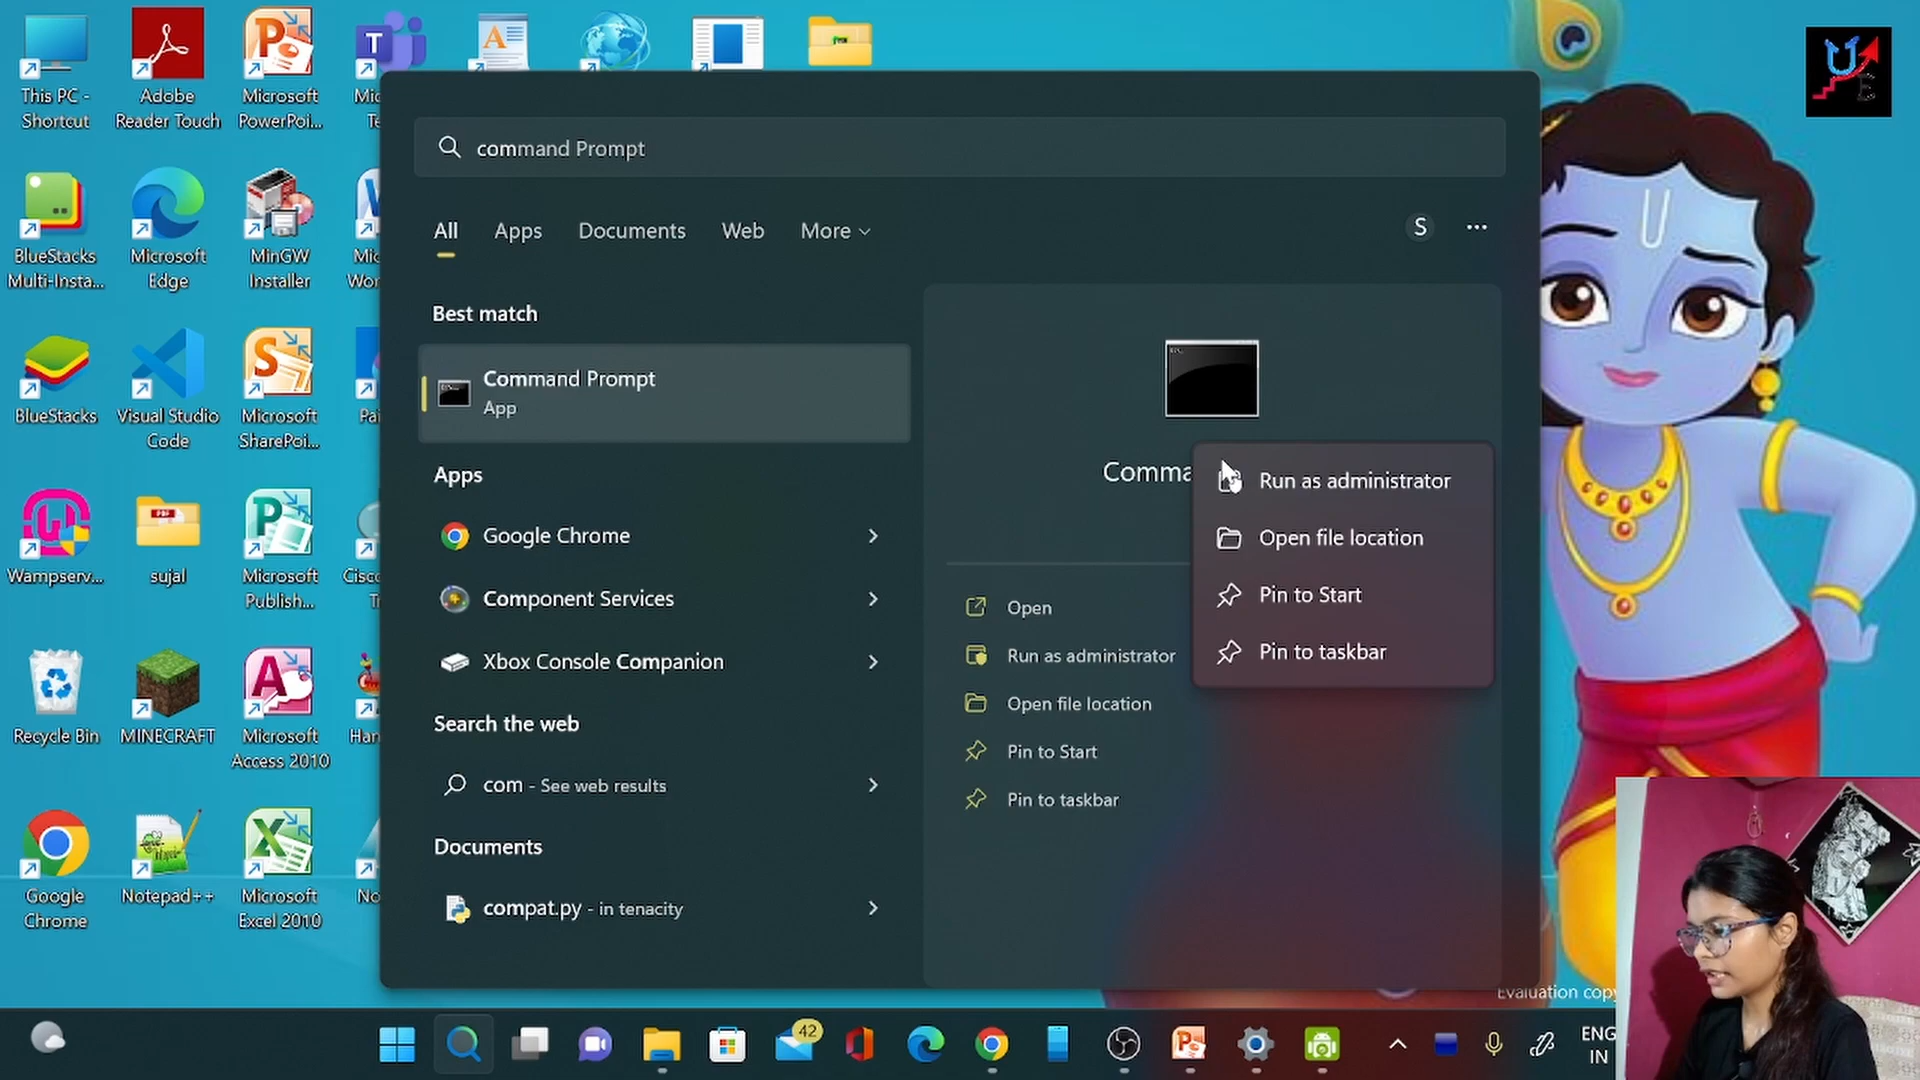 This PC -
Shortcut
Adobe
Reader Touch
Microsoft
PowerPoi...
command Prompt
All
Apps
Documents
Web
More
S
BlueStacks
Multi-Insta...
Microsoft
Edge
MinGW
Installer
Best match
Command Prompt
App
BlueStacks
Visual Studio
Code
Microsoft
SharePoi...
Apps
Google Chrome
Component Services
Xbox Console Companion
Wampserv...
sujal
Microsoft
Publish...
Search the web
com - See web results
Recycle Bin
MINECRAFT
Microsoft
Access 2010
Documents
compat.py - in tenacity
Google
Chrome
Notepad++
Microsoft
Excel 2010
Comma
Run as administrator
Open file location
Pin to Start
Pin to taskbar
Open
Run as administrator
Open file location
Pin to Start
Pin to taskbar
Evaluation copy
42
ENG
IN